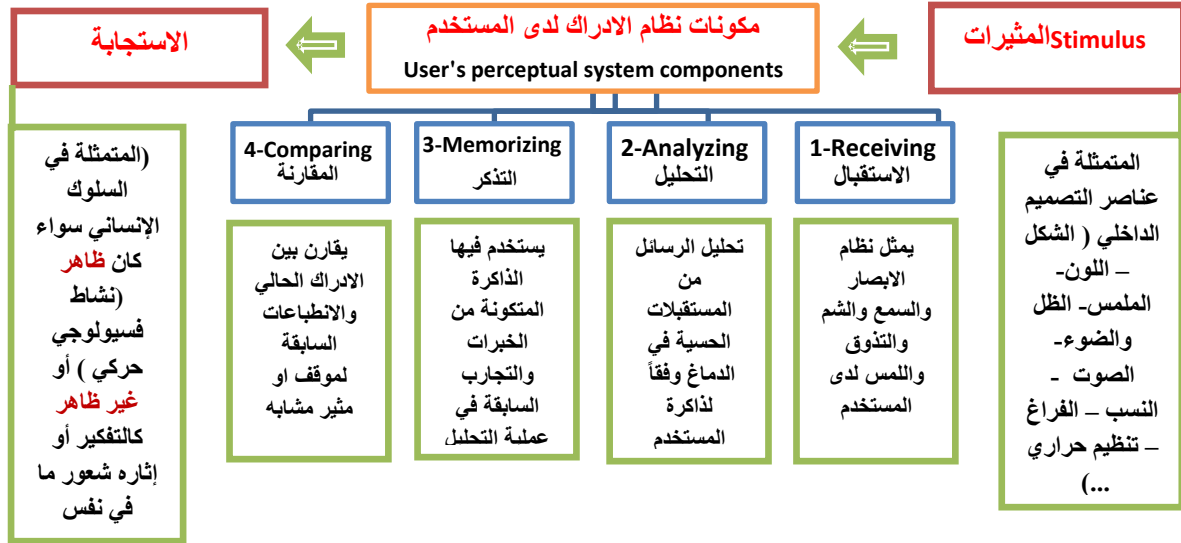 المثيرات Stimulus
مكونات نظام الادراك لدى المستخدم
User's perceptual system components
الاستجابة
المتمثلة في
عناصر التصميم
الداخلي ( الشكل
– اللون-
الملمس- الظل
والضوء-
الصوت -
النسب – الفراغ
– تنظيم حراري
...)
1-Receiving
الاستقبال
يمثل نظام
الابصار
والسمع والشم
والتذوق
واللمس لدى
المستخدم
2-Analyzing
التحليل
تحليل الرسائل
من
المستقبلات
الحسية في
الدماغ وفقاً
لذاكرة
المستخدم
3-Memorizing
التذكر
يستخدم فيها
الذاكرة
المتكونة من
الخبرات
والتجارب
السابقة في
عملية التحليل
4-Comparing
المقارنة
يقارن بين
الادراك الحالي
والانطباعات
السابقة
لموقف او
مثير مشابه
(المتمثلة في
السلوك
الإنساني سواء
كان ظاهر
(نشاط
فسيولوجي
حركي ) أو
غير ظاهر
كالتفكير أو
إثاره شعور ما
في نفس